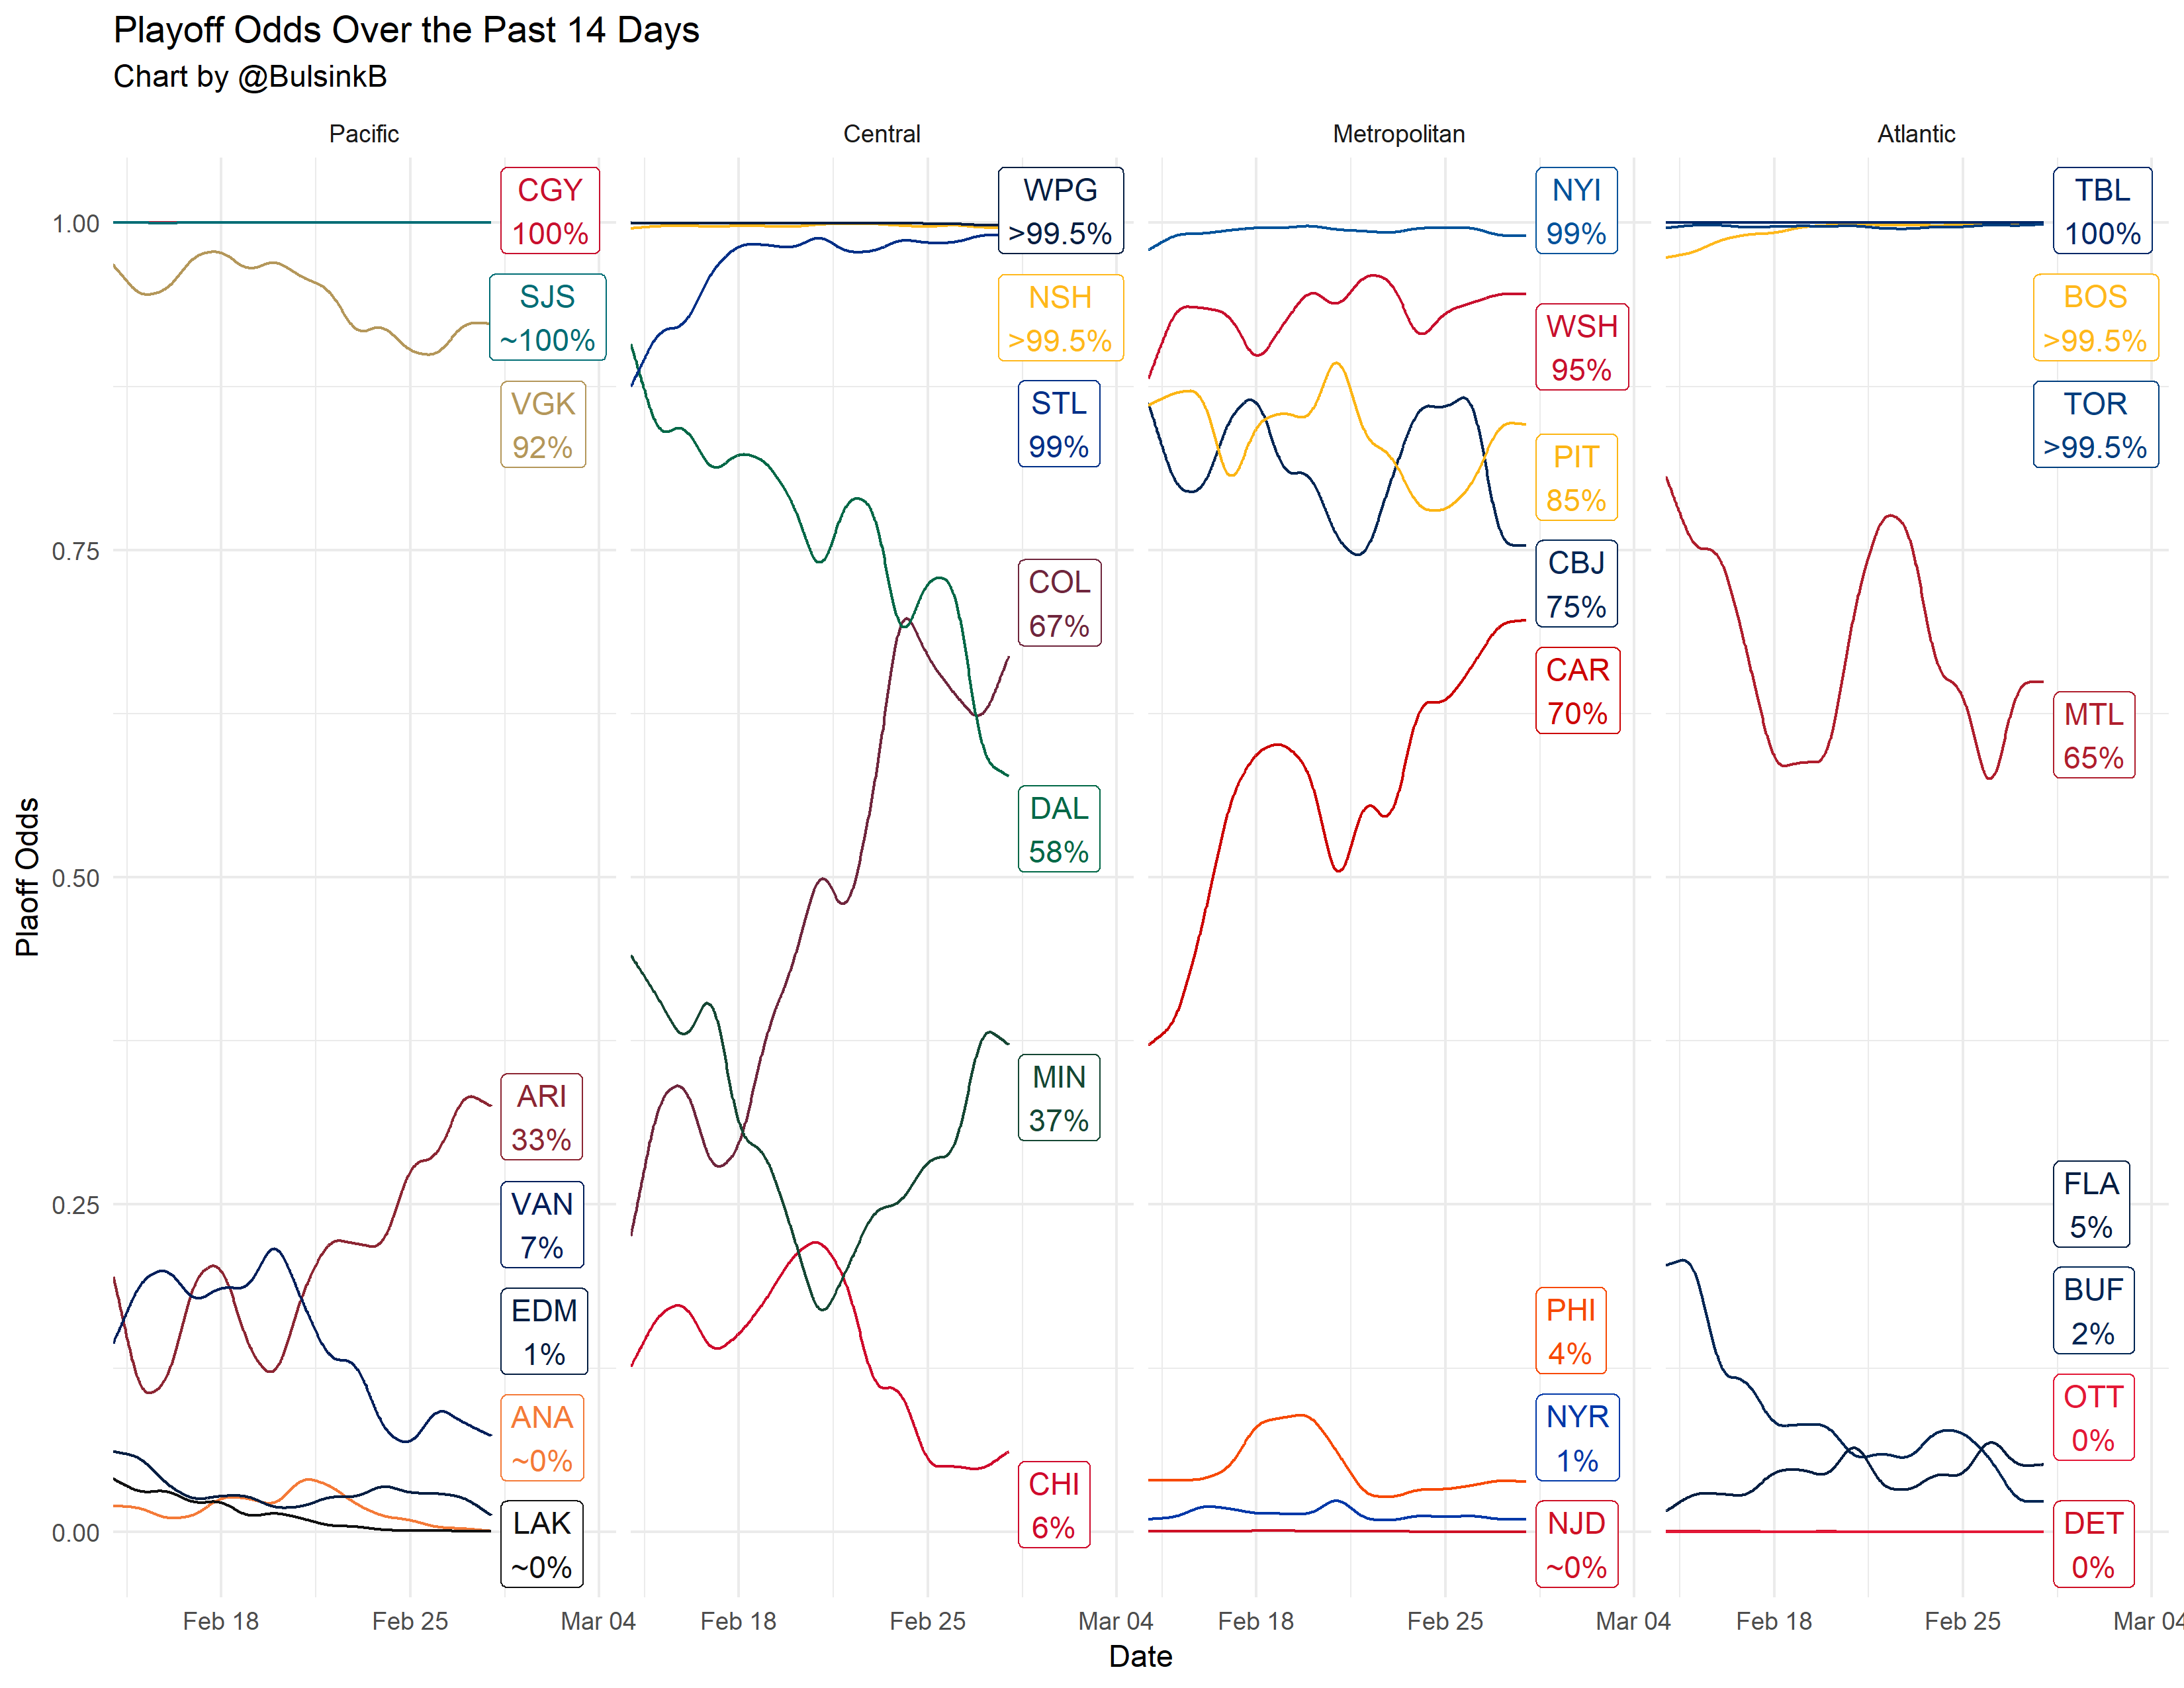 Playoff Odds Over the Past 14 Days
Chart by @BulsinkB
Pacific
Central
Metropolitan
Atlantic
Plaoff Odds
1.00
0.75
0.50
0.25
0.00
CGY
100%
SJS
~100%
VGK
92%
ARI
33%
VAN
7%
EDM
1%
ANA
~0%
LAK
~0%
WPG
>99.5%
NSH
>99.5%
STL
99%
COL
67%
DAL
58%
MIN
37%
CHI
6%
NYI
99%
WSH
95%
PIT
85%
CBJ
75%
CAR
70%
PHI
4%
NYR
1%
NJD
~0%
TBL
100%
BOS
>99.5%
TOR
>99.5%
MTL
65%
FLA
5%
BUF
2%
OTT
0%
DET
0%
Feb 18
Feb 25
Mar 04
Feb 18
Feb 25
Mar 04
Feb 18
Feb 25
Mar 04
Feb 18
Feb 25
Mar 04
Date